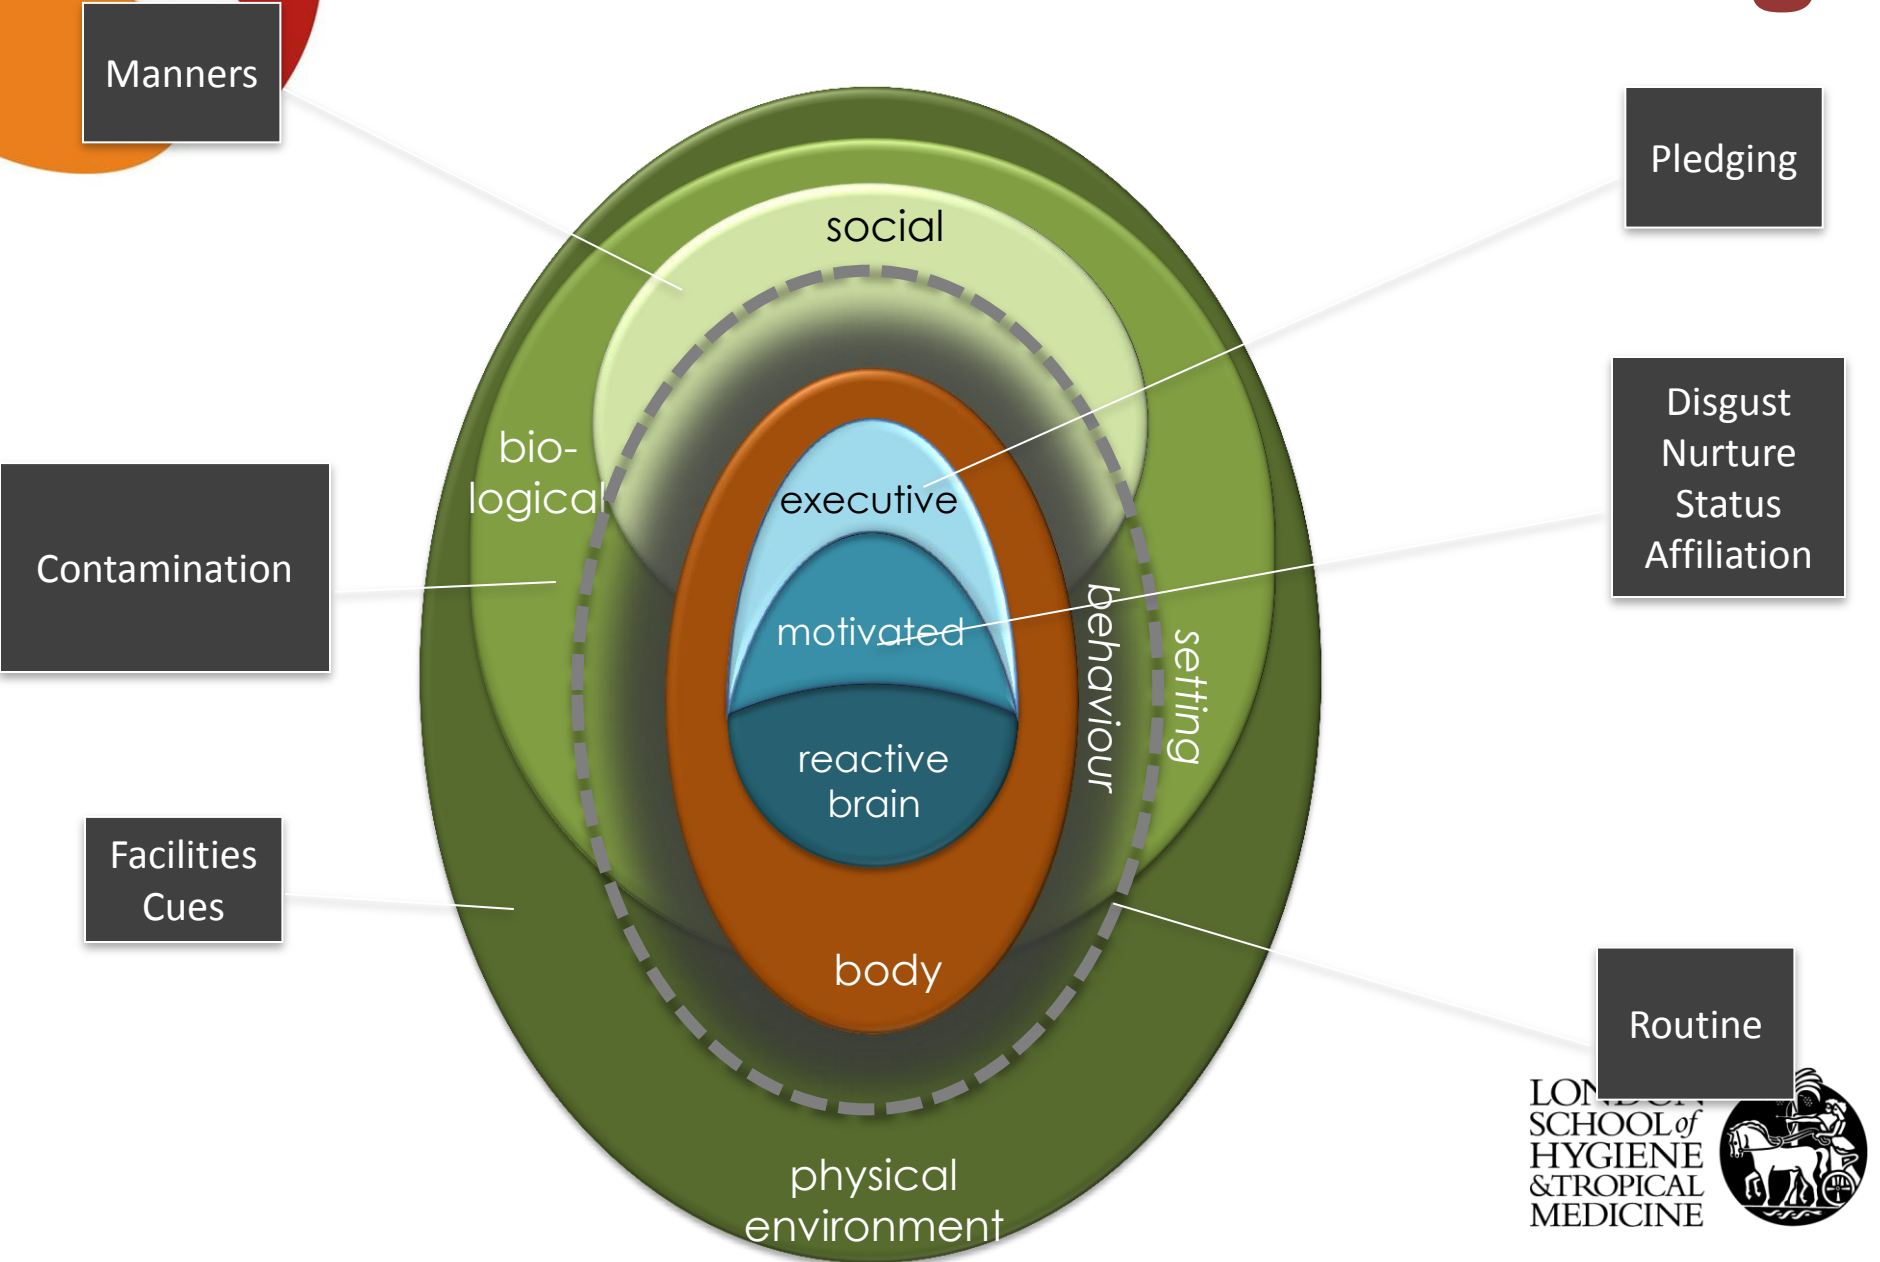 Manners
Pledging
social
Disgust
Nurture
Status
Affiliation
bio-
logical
executive
Contamination
motivated
behaviour
setting
reactive
brain
Facilities
Cues
body
Routine
LONDON
SCHOOL of
HYGIENE
&TROPICAL
MEDICINE
physical
environment